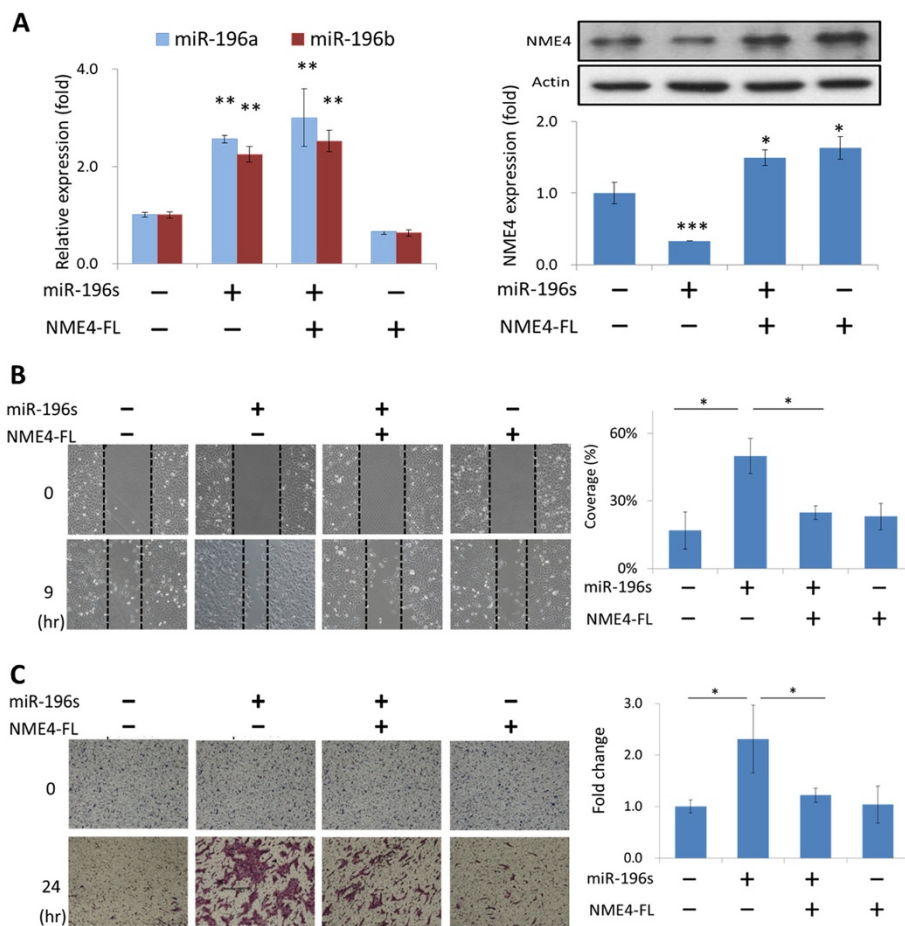 A
miR-196a miR-196b
Relative expression (fold)
4.0
2.0
0.0
** ** ** **
miR-196s − + + −
NME4-FL − − + +
NME4
Actin
NME4 expression (fold)
2.0
1.0
0.0
*** * *
miR-196s − + + −
NME4-FL − − + +
B
miR-196s − + + −
NME4-FL − − + +
0
9
(hr)
Coverage (%)
60%
30%
0%
* *
miR-196s − + + −
NME4-FL − − + +
C
miR-196s − + + −
NME4-FL − − + +
0
24
(hr)
Fold change
3.0
2.0
1.0
0.0
* *
miR-196s − + + −
NME4-FL − − + +